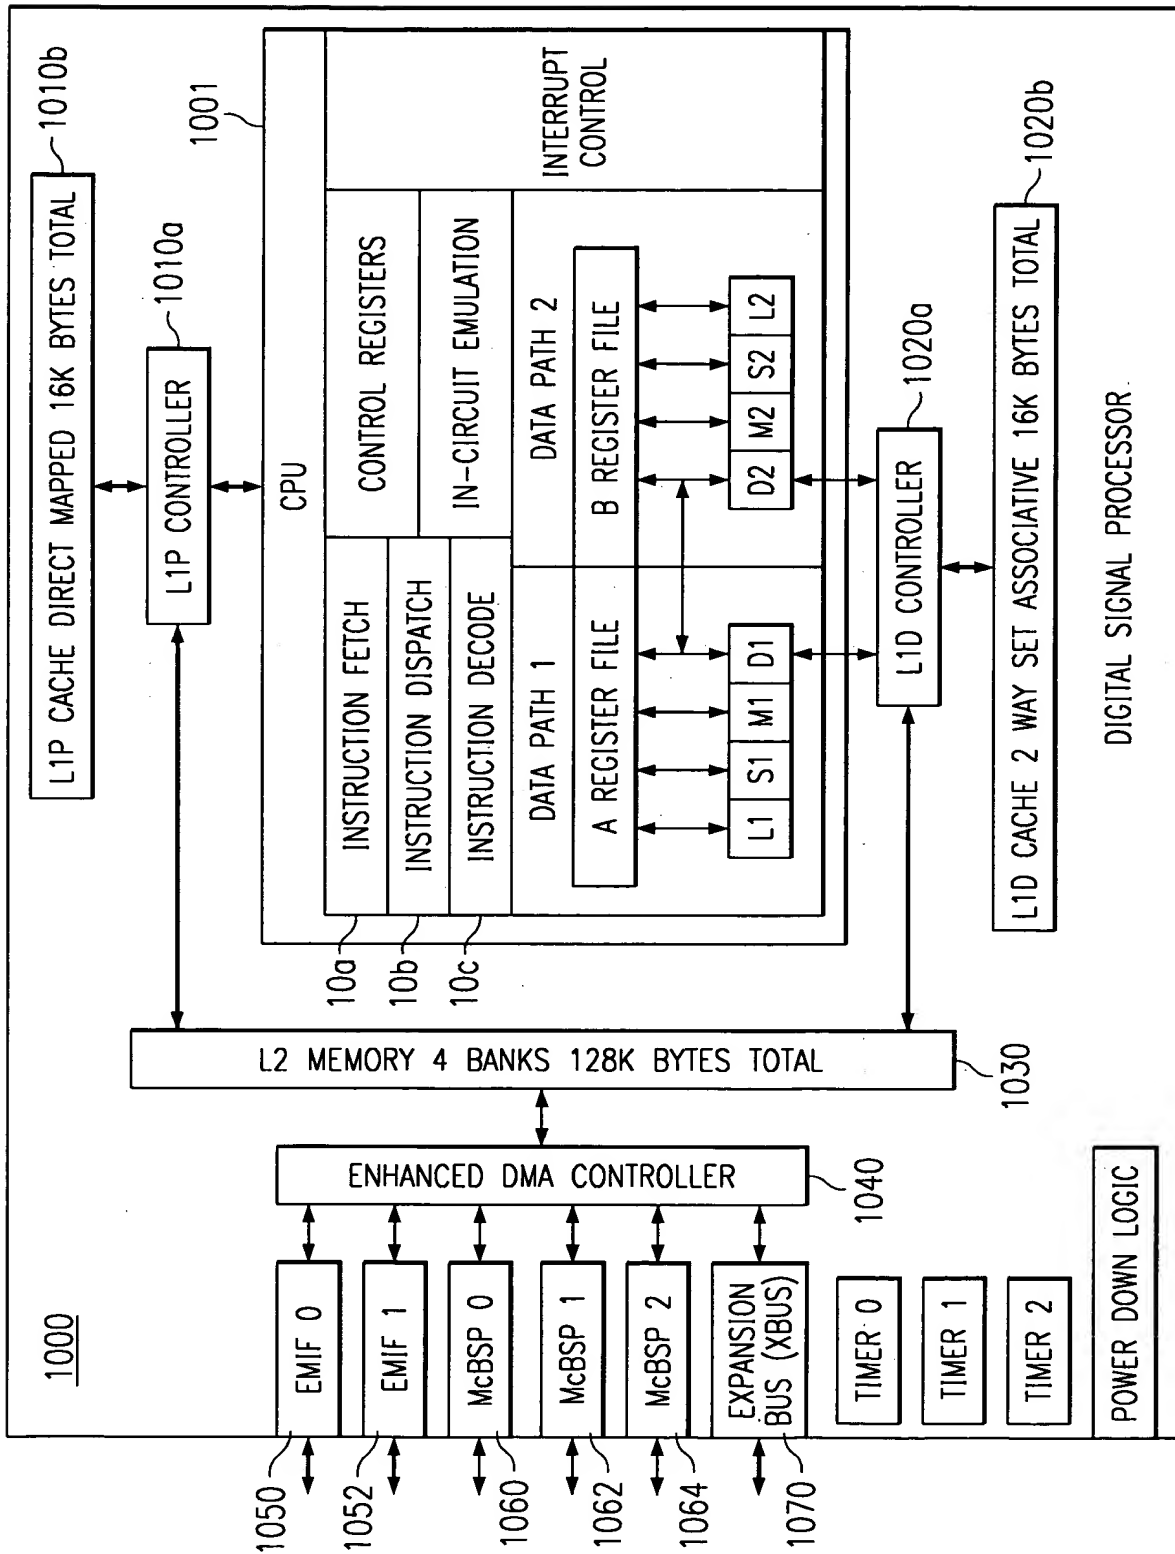 1000
L1P CACHE DIRECT MAPPED 16K BYTES TOTAL
1010b
L1P CONTROLLER
1010a
1001
CPU
10a
INSTRUCTION FETCH
10b
INSTRUCTION DISPATCH
10c
INSTRUCTION DECODE
CONTROL REGISTERS
IN-CIRCUIT EMULATION
INTERRUPT
CONTROL
DATA PATH 1
DATA PATH 2
A REGISTER FILE
B REGISTER FILE
L1
S1
M1
D1
D2
M2
S2
L2
L1D CONTROLLER
1020a
L1D CACHE 2 WAY SET ASSOCIATIVE 16K BYTES TOTAL
1020b
L2 MEMORY 4 BANKS 128K BYTES TOTAL
1030
ENHANCED DMA CONTROLLER
1040
1050
EMIF 0
1052
EMIF 1
1060
McBSP 0
1062
McBSP 1
1064
McBSP 2
1070
EXPANSION
BUS (XBUS)
TIMER 0
TIMER 1
TIMER 2
POWER DOWN LOGIC
DIGITAL SIGNAL PROCESSOR